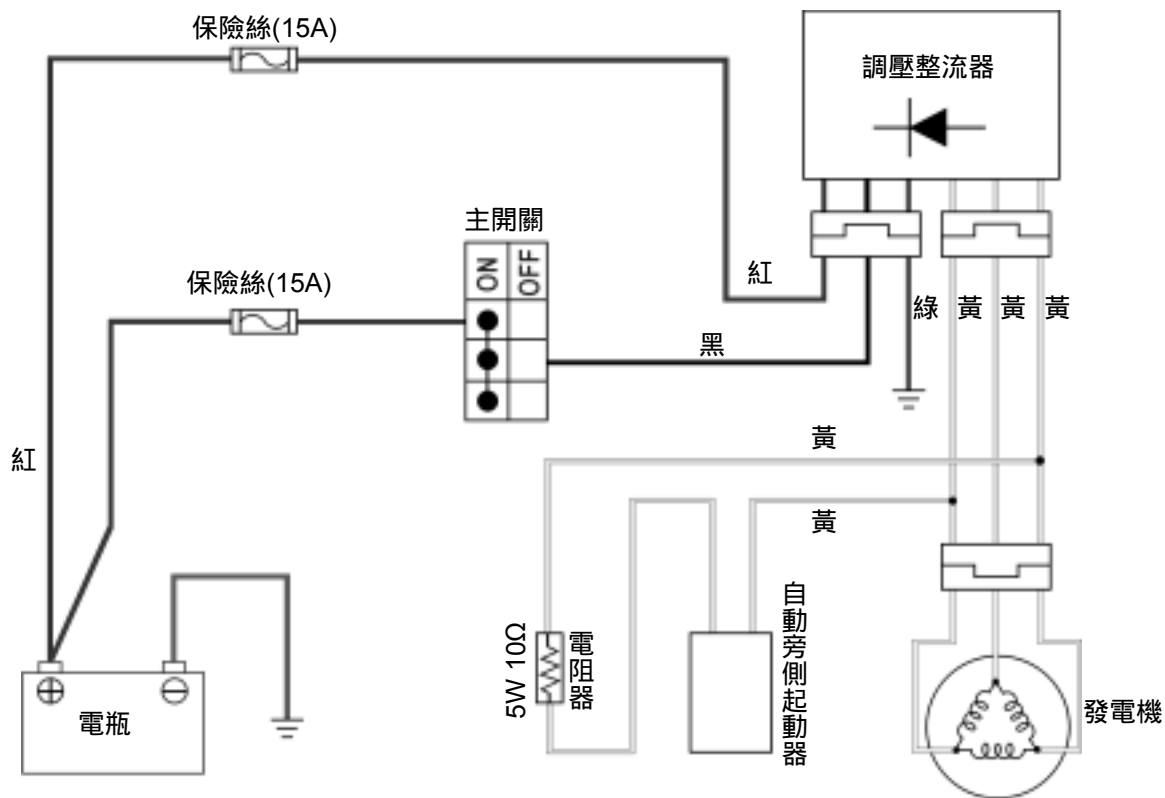 保險絲(15A)
調壓整流器
主開關
ON
OFF
保險絲(15A)
紅
綠
黃
黃
黃
黑
紅
黃
黃
5W 10Ω
電阻器
自動旁側起動器
電瓶
發電機